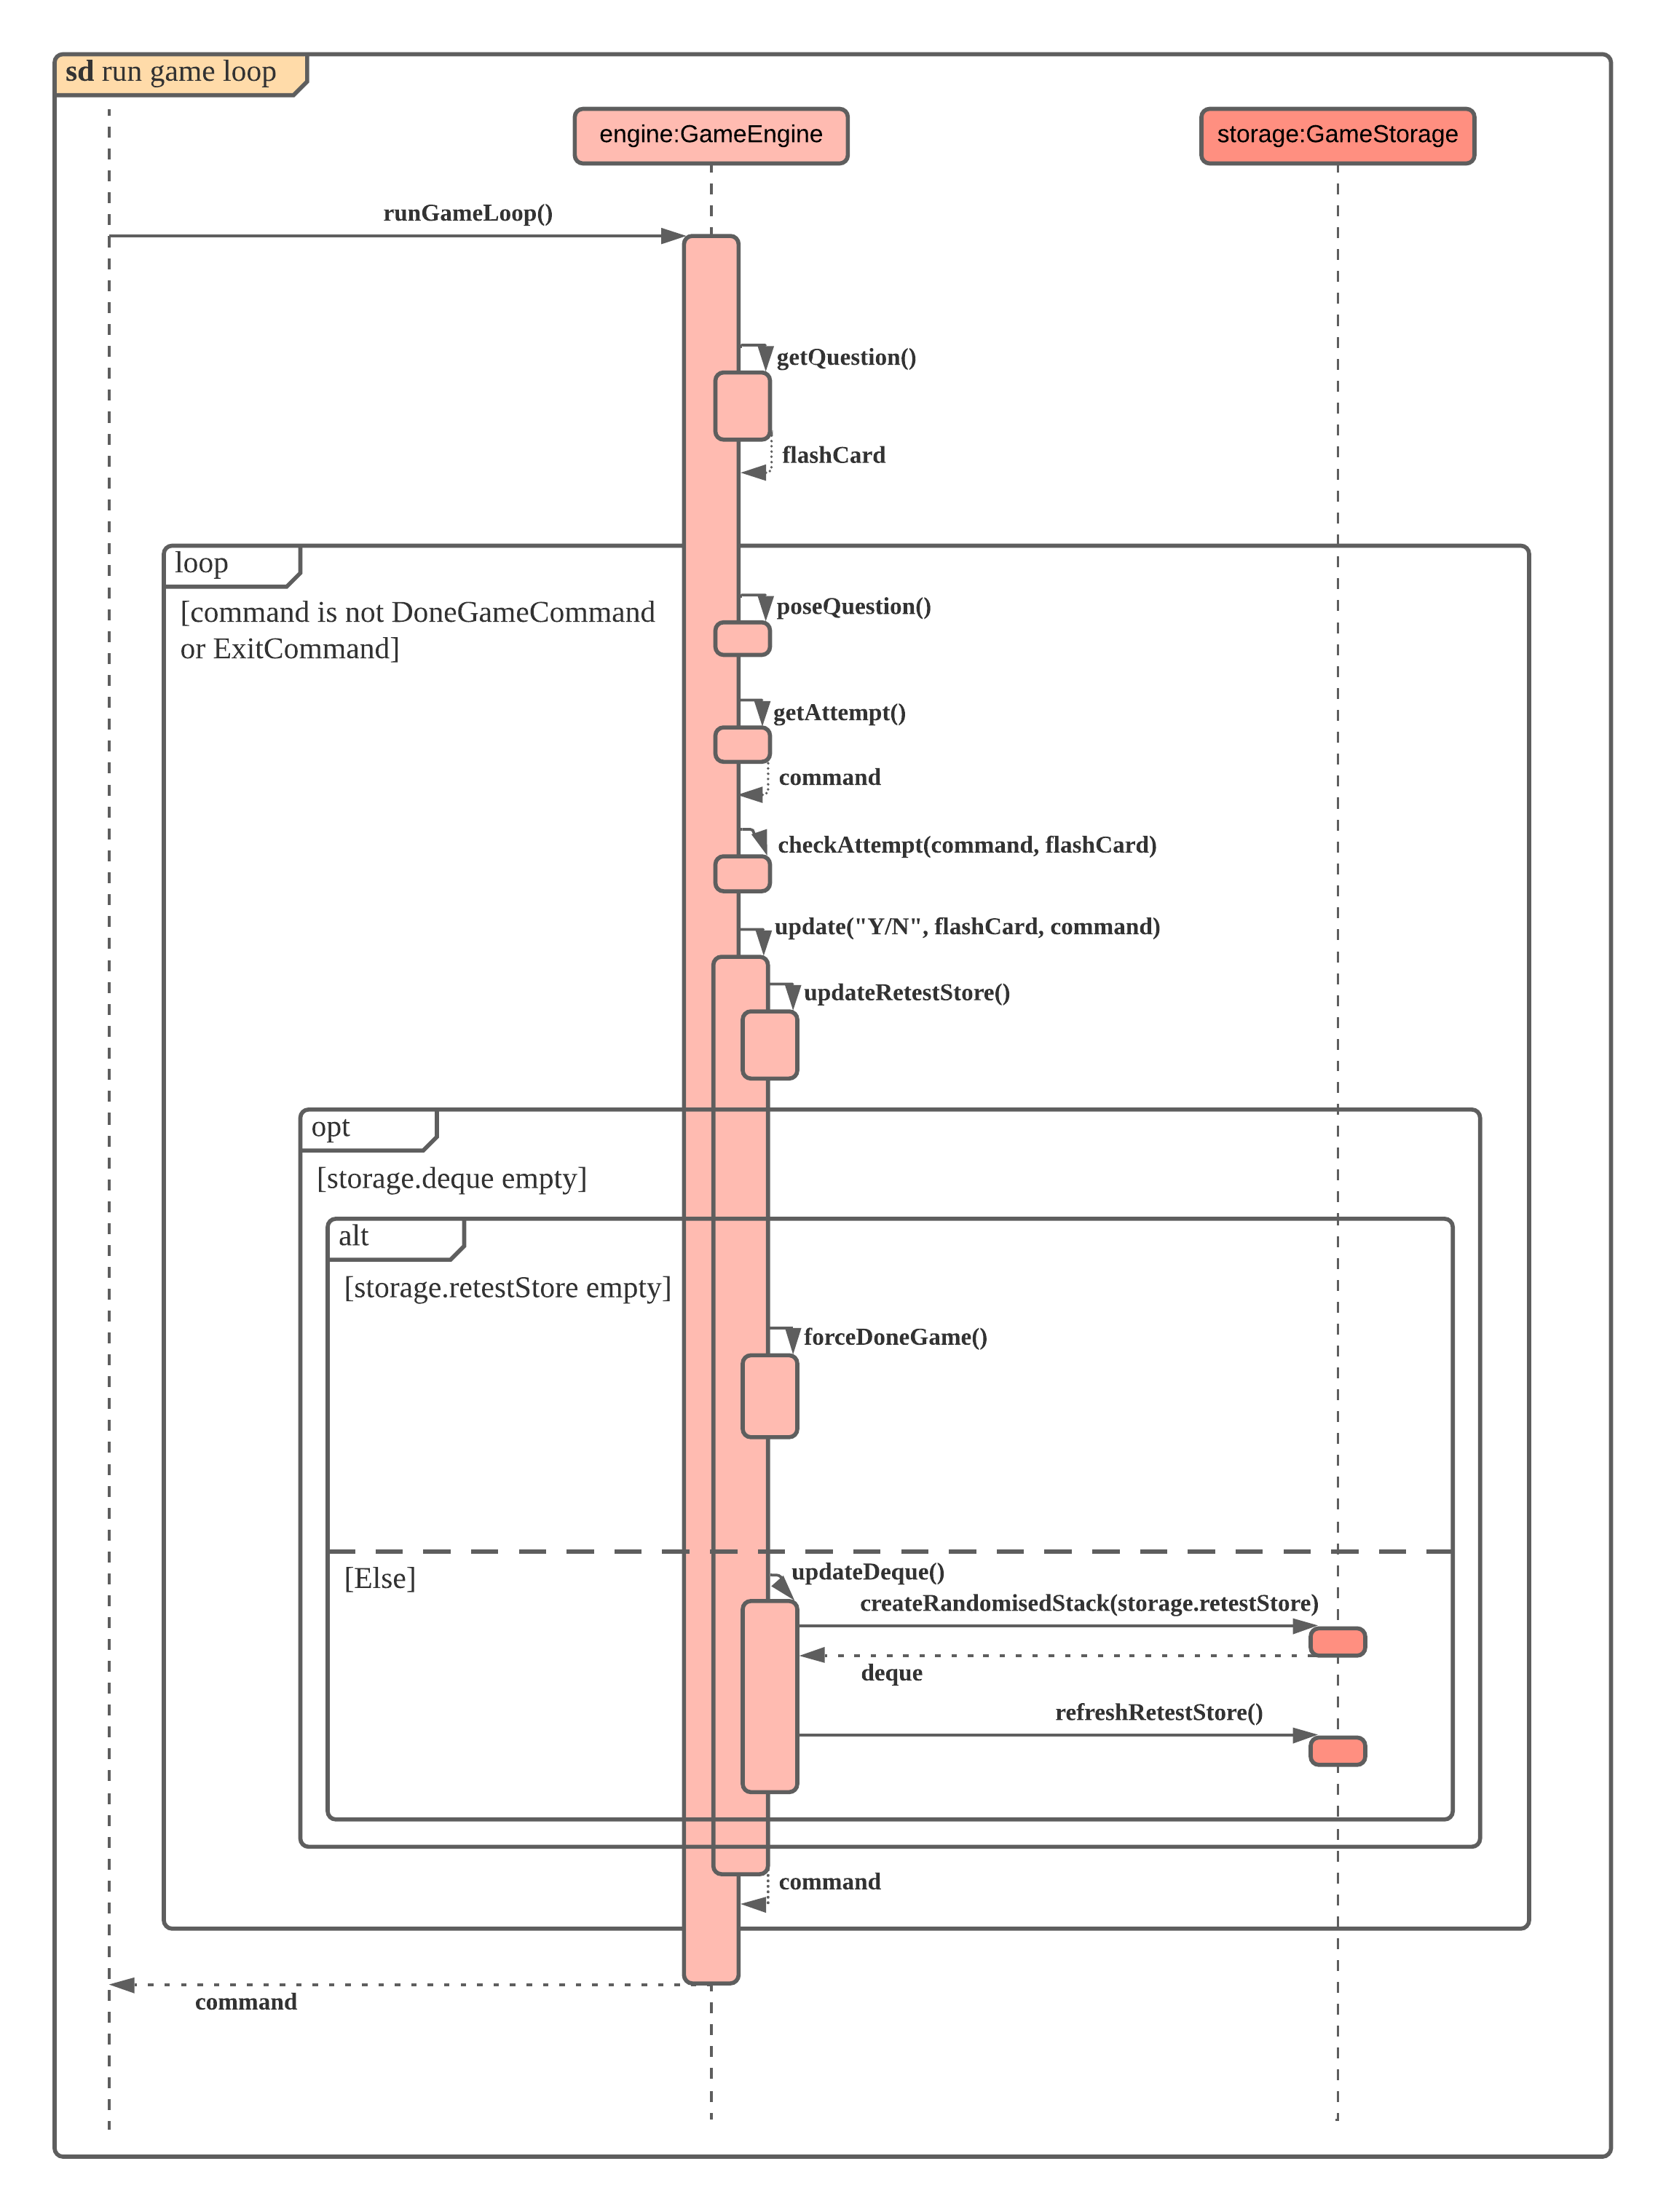 sd run game loop
engine:GameEngine
storage:GameStorage
runGameLoop()
getQuestion()
flashCard
loop
[command is not DoneGameCommand
or ExitCommand]
poseQuestion()
getAttempt()
command
checkAttempt(command, flashCard)
update("Y/N", flashCard, command)
updateRetestStore()
opt
[storage.deque empty]
alt
[storage.retestStore empty]
forceDoneGame()
[Else]
updateDeque()
createRandomisedStack(storage.retestStore)
deque
refreshRetestStore()
command
command